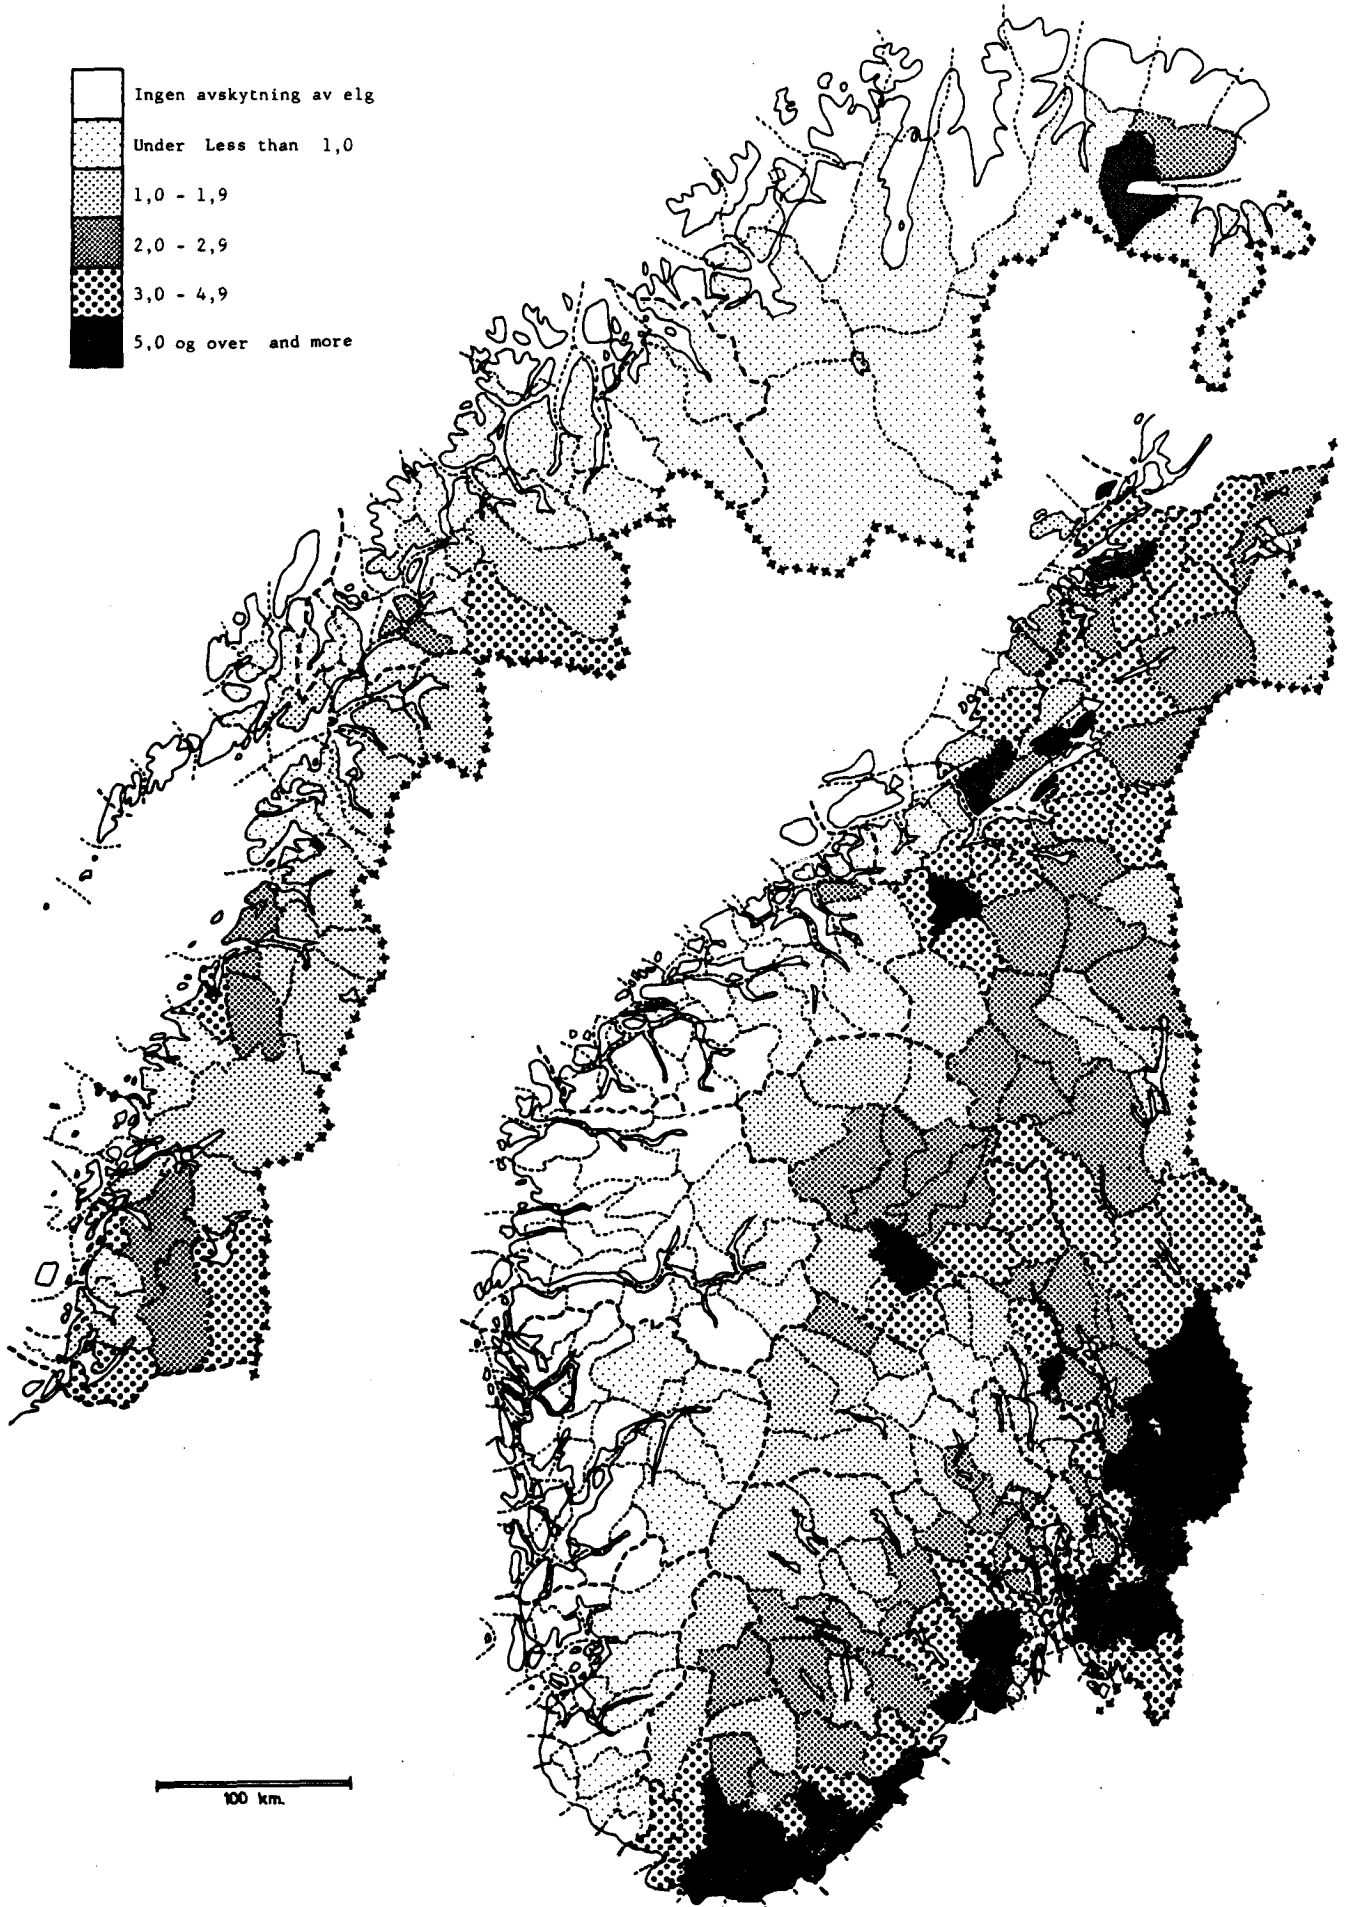 Ingen avskytning av elg
Under Less than 1,0
1,0 - 1,9
2,0 - 2,9
3,0 - 4,9
5,0 og over and more
100 km.